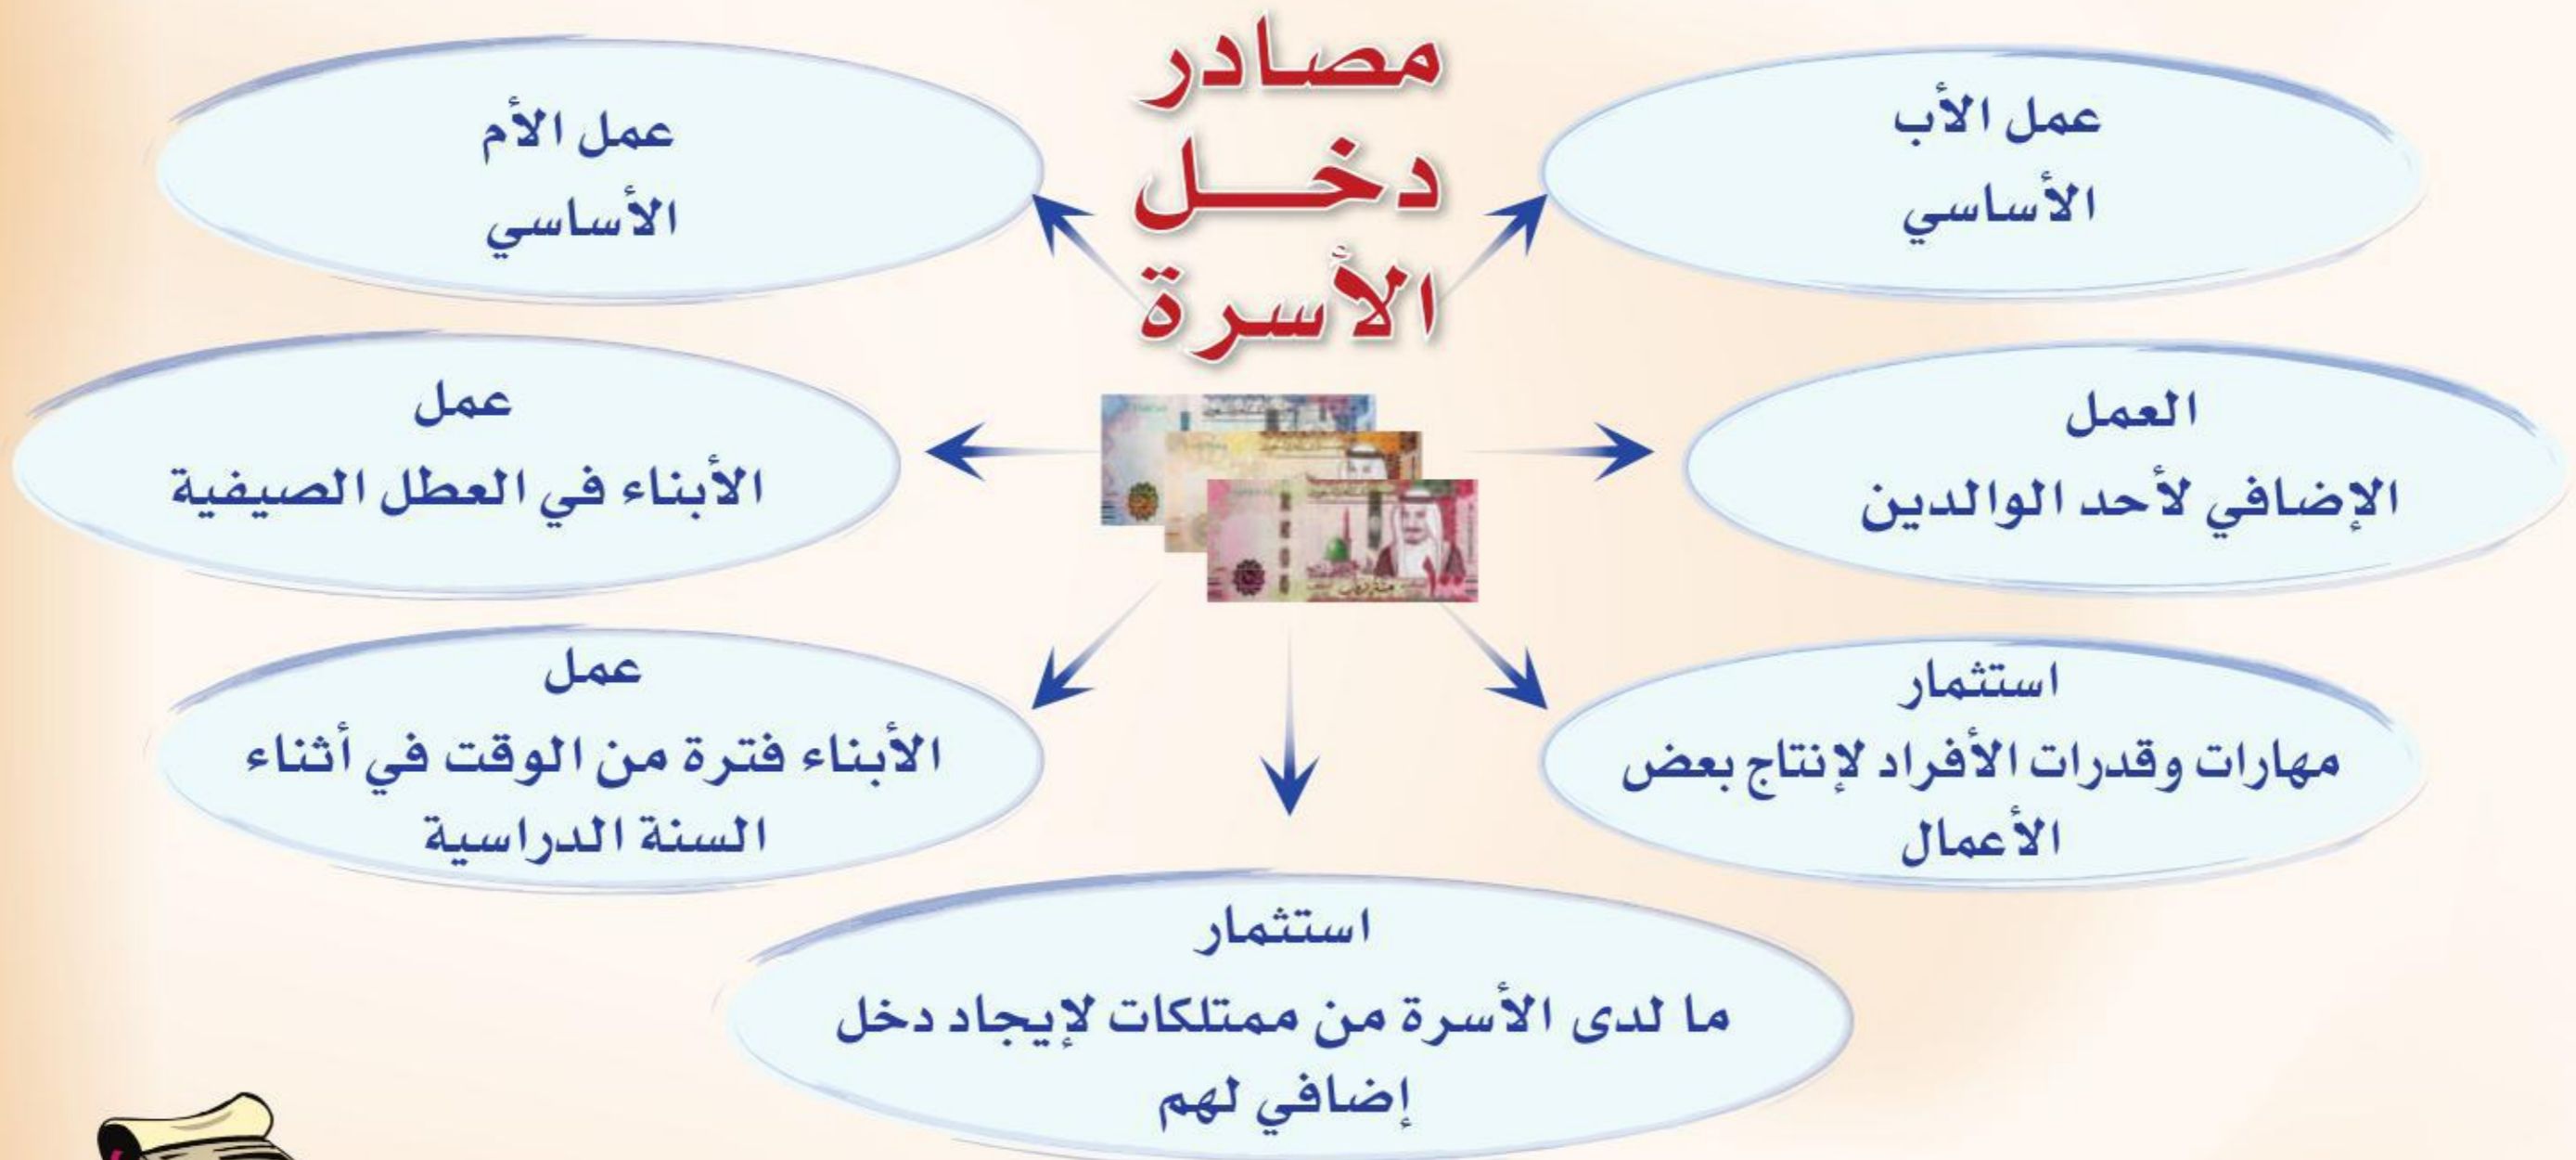 مصادر
دخل
الأسرة
عمل الأب
الأساسي
عمل الأم
الأساسي
العمل
الإضافي لأحد الوالدين
عمل
الأبناء في العطل الصيفية
استثمار
مهارات وقدرات الأفراد لإنتاج بعض
الأعمال
عمل
الأبناء فترة من الوقت في أثناء
السنة الدراسية
استثمار
ما لدى الأسرة من ممتلكات لإيجاد دخل
إضافي لهم
١٠٠